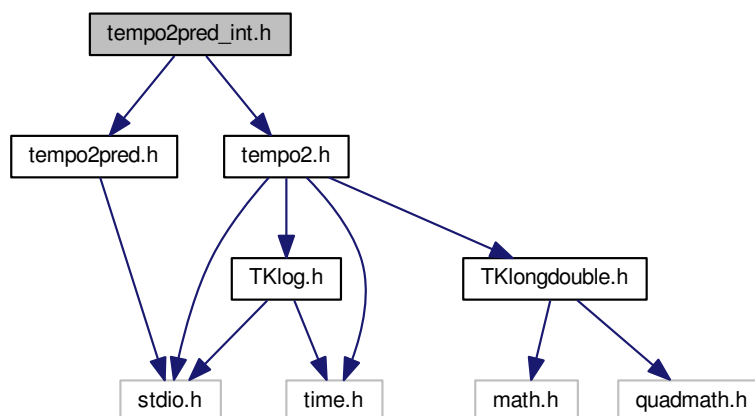 tempo2pred_int.h
tempo2pred.h
tempo2.h
TKlog.h
TKlongdouble.h
stdio.h
time.h
math.h
quadmath.h